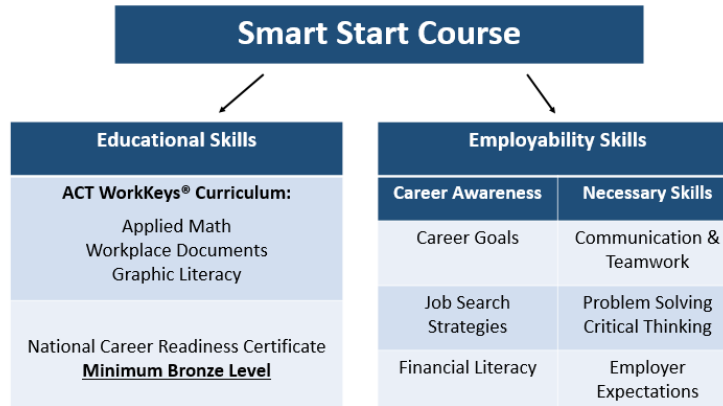 Smart Start Course
Educational Skills
ACT WorkKeys® Curriculum:
Applied Math
Workplace Documents
Graphic Literacy
National Career Readiness Certificate
Minimum Bronze Level
Employability Skills
Career Awareness
Necessary Skills
Career Goals
Communication &
Teamwork
Job Search
Strategies
Problem Solving
Critical Thinking
Financial Literacy
Employer
Expectations